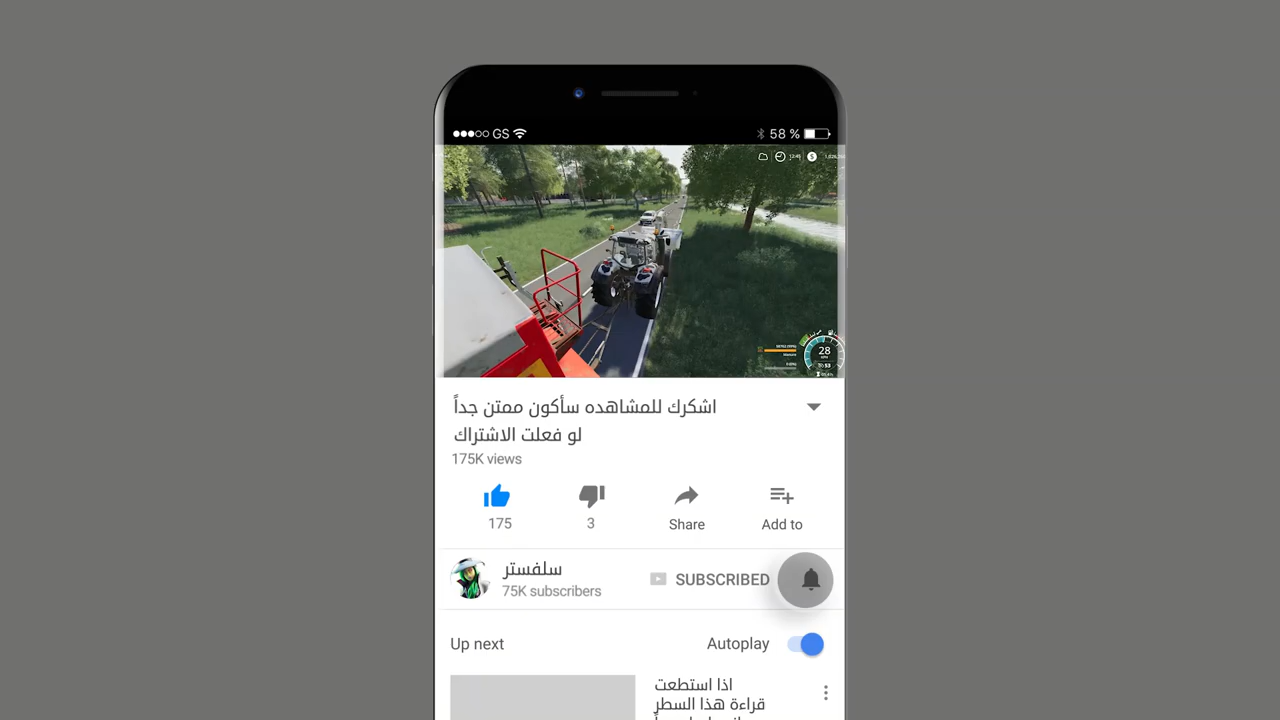 GS
58 %
28
اشكرك للمشاهده سأكون ممتن جداً
لو فعلت الاشتراك
175K views
175
3
Share
Add to
سلفستر
75K subscribers
SUBSCRIBED
Up next
Autoplay
اذا استطعت
قراءة هذا السطر